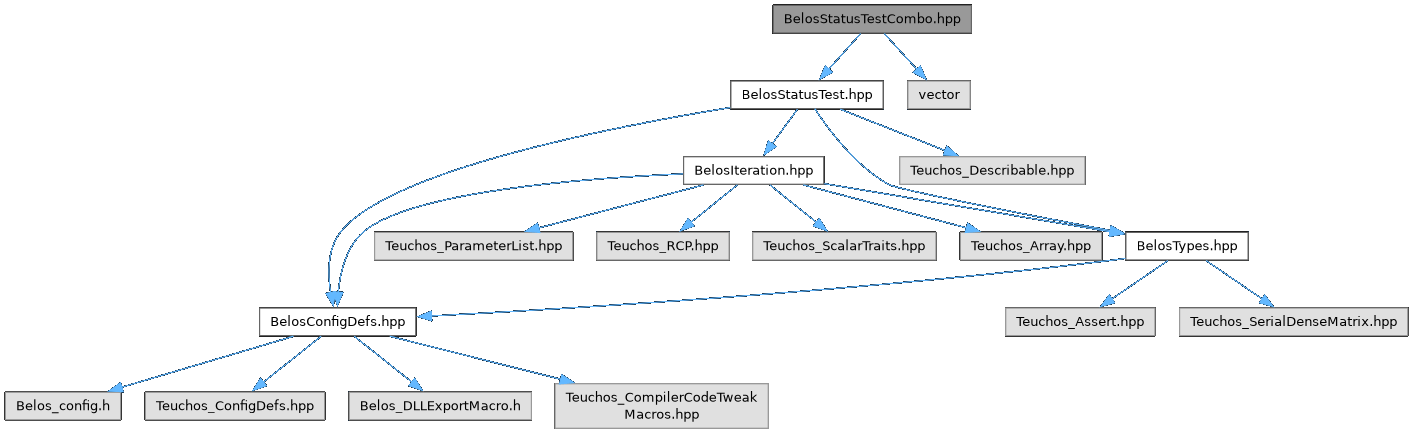 BelosStatusTestCombo.hpp
BelosStatusTest.hpp
vector
BelosIteration.hpp
Teuchos_Describable.hpp
Teuchos_ParameterList.hpp
Teuchos_RCP.hpp
Teuchos_ScalarTraits.hpp
Teuchos_Array.hpp
BelosTypes.hpp
BelosConfigDefs.hpp
Teuchos_Assert.hpp
Teuchos_SerialDenseMatrix.hpp
Belos_config.h
Teuchos_ConfigDefs.hpp
Belos_DLLExportMacro.h
Teuchos_CompilerCodeTweak
Macros.hpp